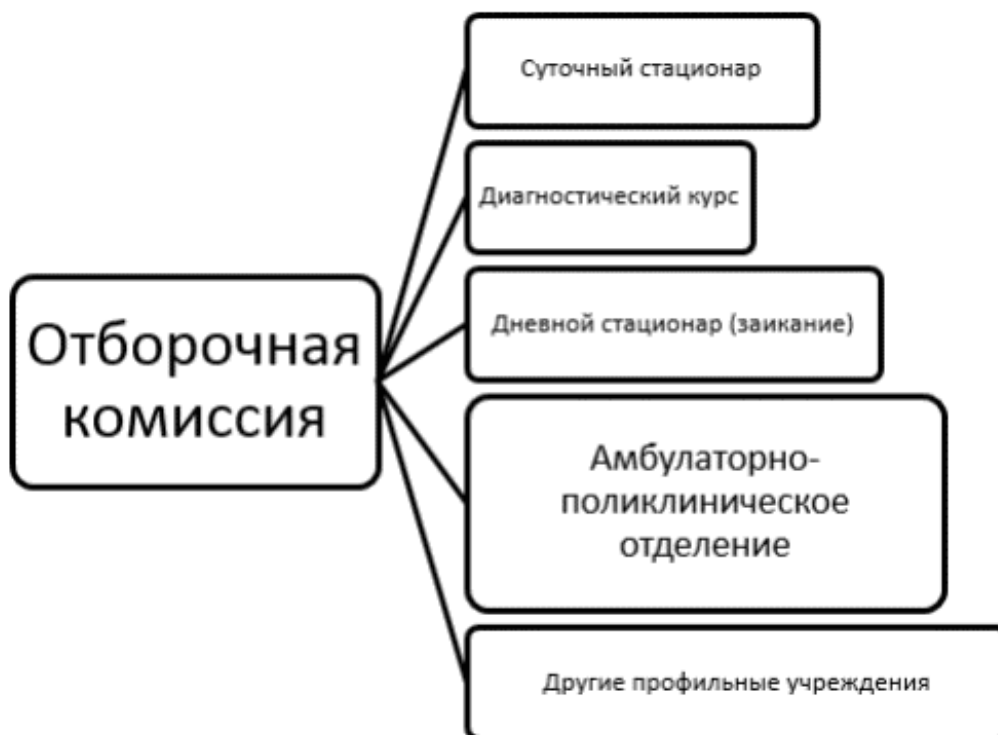 Суточный стационар
Диагностический курс
Отборочная
комиссия
Дневной стационар (заикание)
Амбулаторно-
поликлиническое
отделение
Другие профильные учреждения